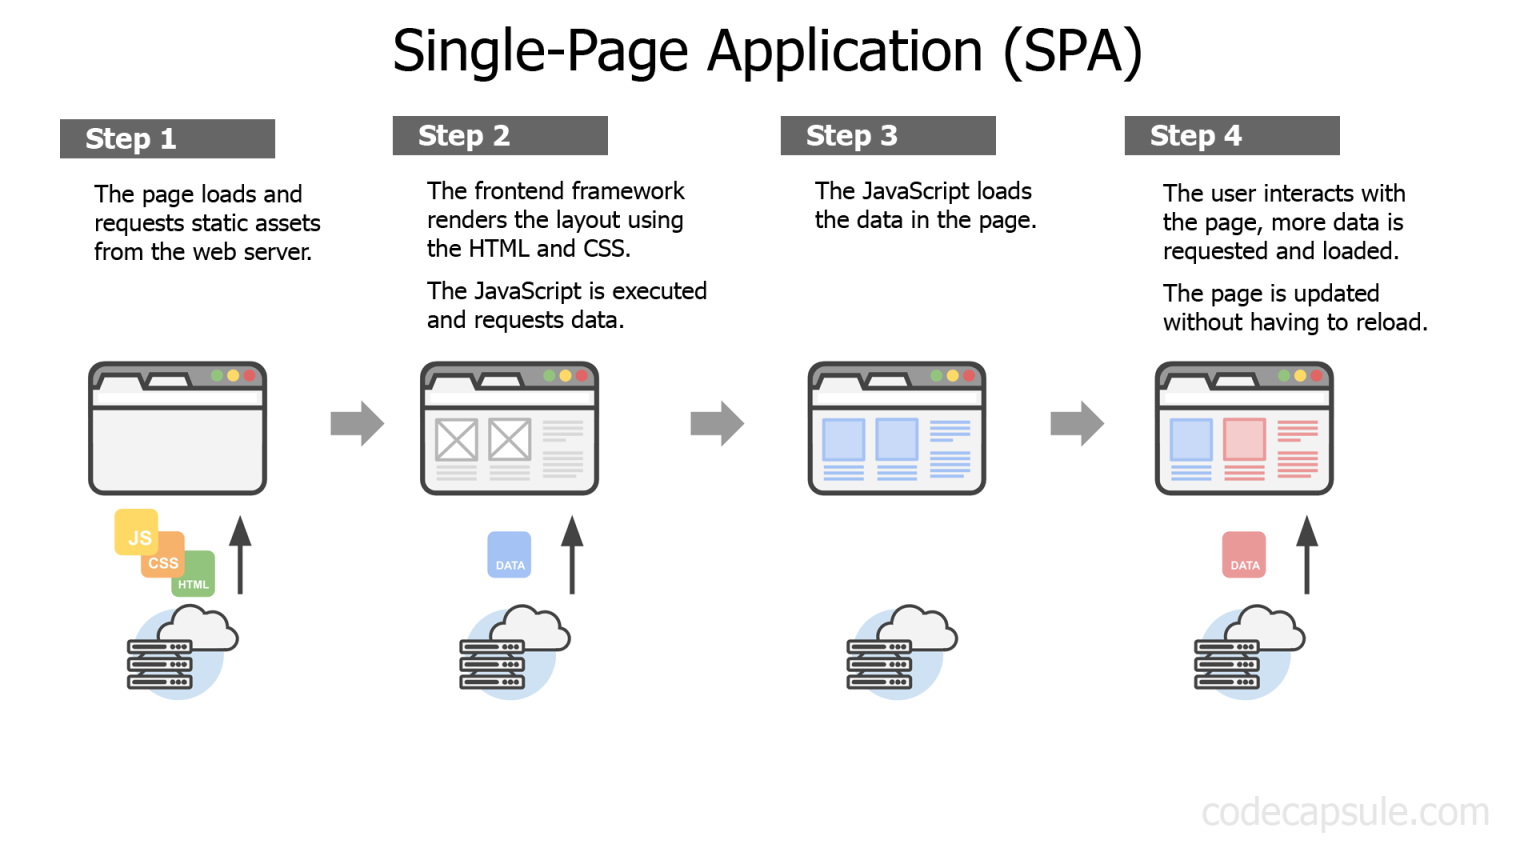 Single-Page Application (SPA)
Step 1
The page loads and
requests static assets
from the web server.
JS
CSS
HTML
Step 2
The frontend framework
renders the layout using
the HTML and CSS.
The JavaScript is executed
and requests data.
DATA
Step 3
The JavaScript loads
the data in the page.
Step 4
The user interacts with
the page, more data is
requested and loaded.
The page is updated
without having to reload.
DATA
codecapsule.com